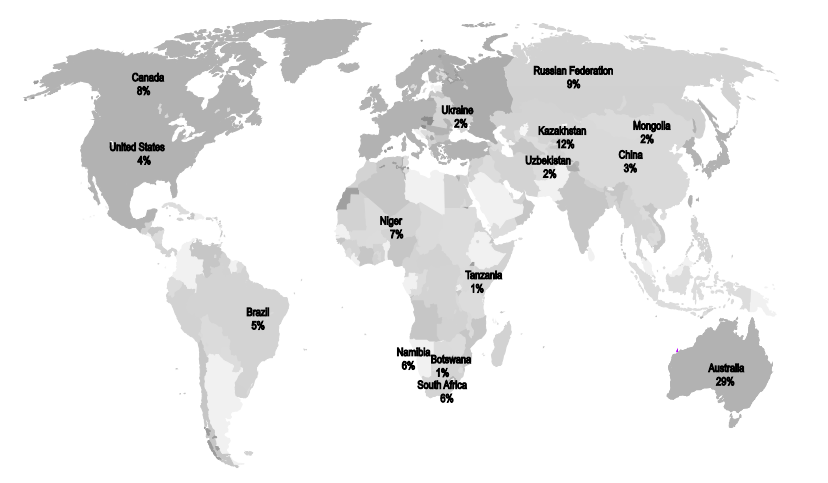 Canada
8%
Russian Federation
9%
Ukraine
2%
Kazakhstan
12%
Mongolia
2%
United States
4%
Uzbekistan
2%
China
3%
Niger
7%
Tanzania
1%
Brazil
5%
Namibia
6%
Botswana
1%
South Africa
6%
Australia
29%